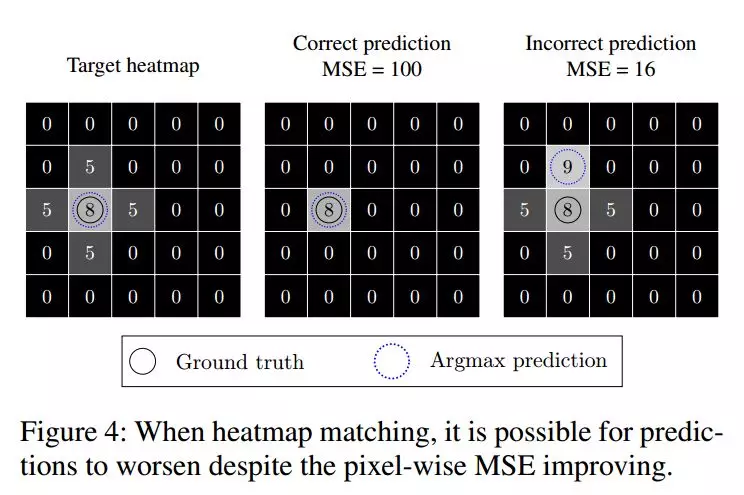 Target heatmap
Correct prediction
MSE = 100
Incorrect prediction
MSE = 16
0 0 0 0 0
0 5 0 0 0
5 8 5 0 0
0 5 0 0 0
0 0 0 0 0
0 0 0 0 0
0 0 0 0 0
0 8 0 0 0
0 0 0 0 0
0 0 0 0 0
0 0 0 0 0
0 9 0 0 0
5 8 5 0 0
0 5 0 0 0
0 0 0 0 0
Ground truth
Argmax prediction
Figure 4: When heatmap matching, it is possible for predic-
tions to worsen despite the pixel-wise MSE improving.